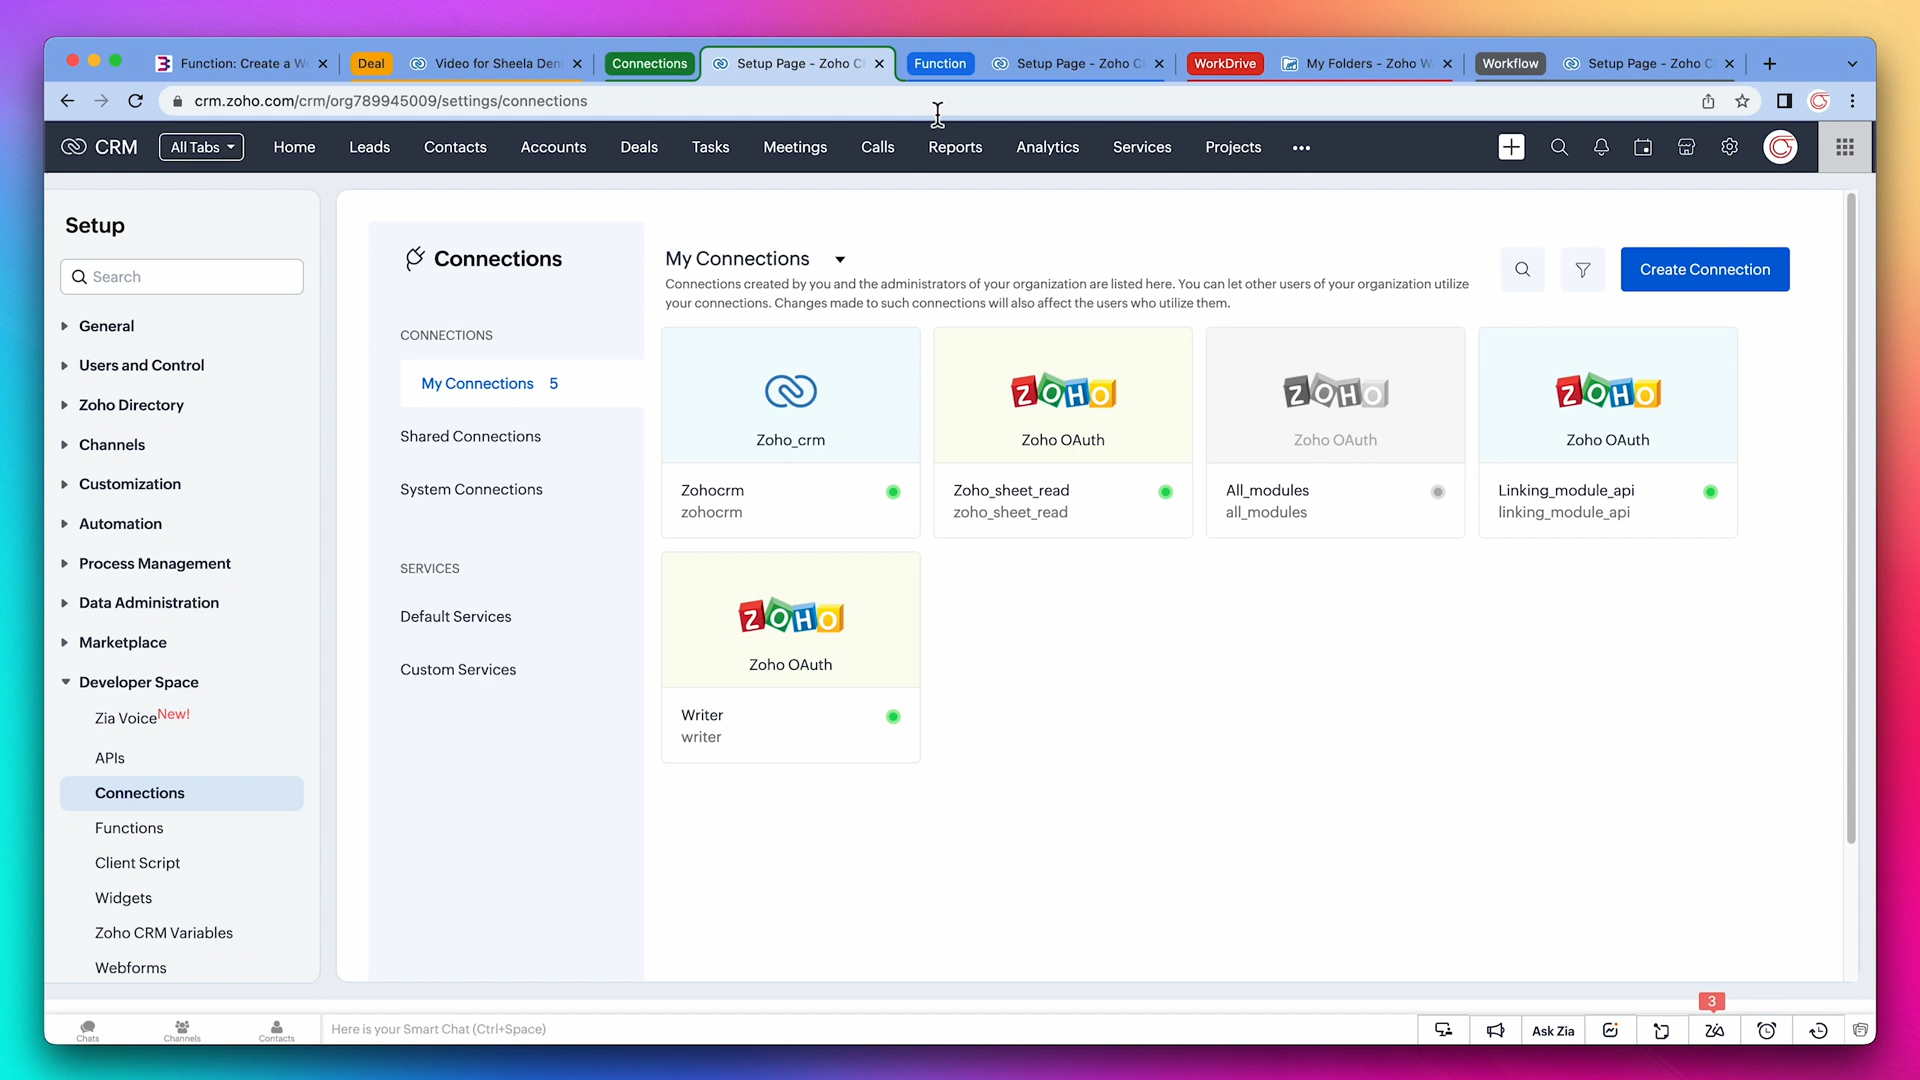 Function: Create a W
Deal
Video for Sheela Den
Connections
Setup Page - Zoho C
Function
Setup Page - Zoho C
WorkDrive
My Folders - Zoho W
Workflow
Setup Page - Zoho C
crm.zoho.com/crm/org789945009/settings/connections
CRM
All Tabs
Home
Leads
Contacts
Accounts
Deals
Tasks
Meetings
Calls
Reports
Analytics
Services
Projects
Setup
Search
General
Users and Control
Zoho Directory
Channels
Customization
Automation
Process Management
Data Administration
Marketplace
Developer Space
Zia Voice New!
APIs
Connections
Functions
Client Script
Widgets
Zoho CRM Variables
Webforms
Connections
CONNECTIONS
My Connections 5
Shared Connections
System Connections
SERVICES
Default Services
Custom Services
My Connections
Connections created by you and the administrators of your organization are listed here. You can let other users of your organization utilize
your connections. Changes made to such connections will also affect the users who utilize them.
Create Connection
Zoho_crm
Zohocrm
zohocrm
ZOHO
Zoho OAuth
Zoho_sheet_read
zoho_sheet_read
ZOHO
Zoho OAuth
All_modules
all_modules
ZOHO
Zoho OAuth
Linking_module_api
linking_module_api
ZOHO
Zoho OAuth
Writer
writer
3
Chats
Channels
Contacts
Here is your Smart Chat (Ctrl+Space)
Ask Zia